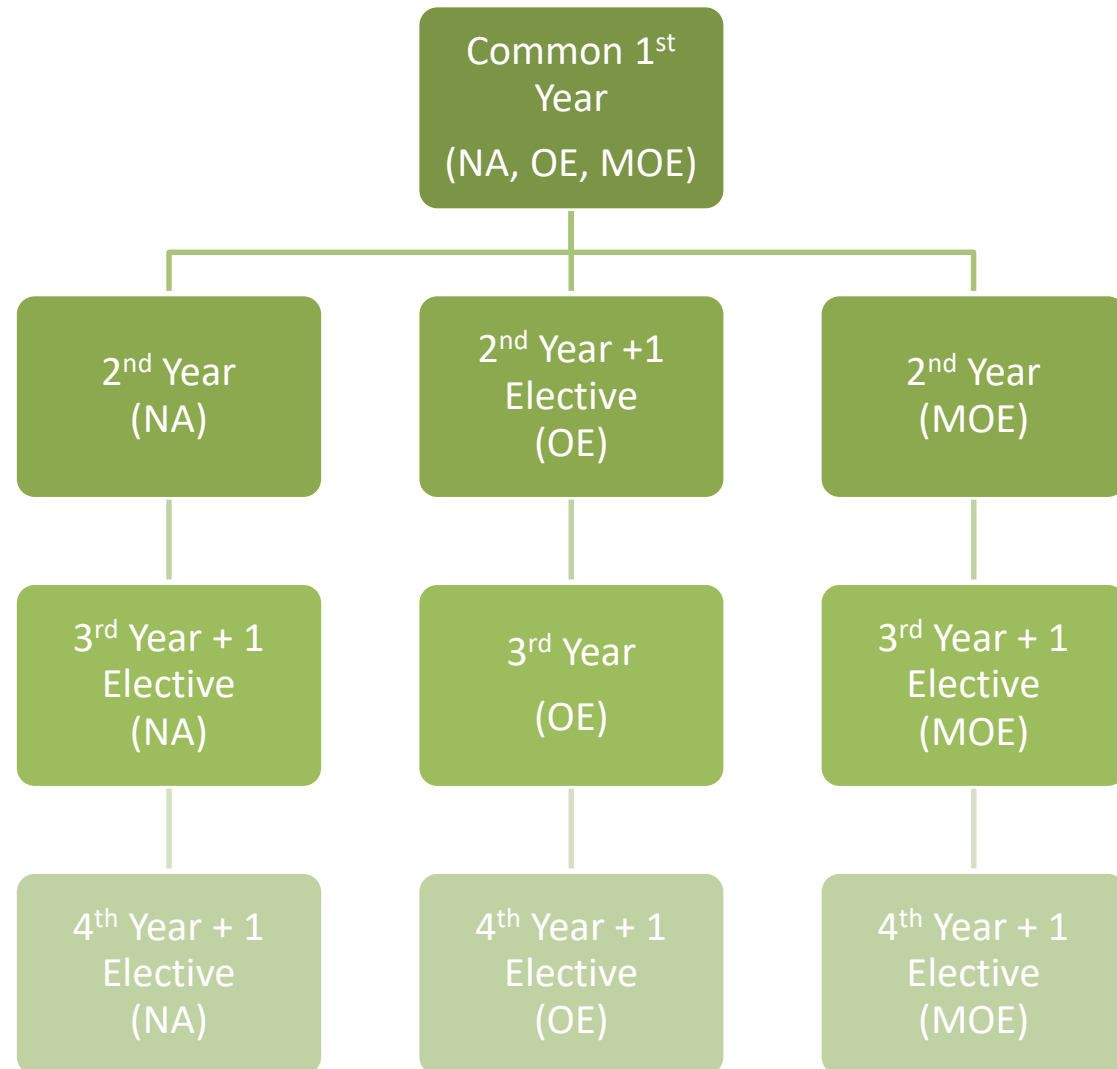 Common 1st
Year
(NA, OE, MOE)
2nd Year
(NA)
2nd Year +1
Elective
(OE)
2nd Year
(MOE)
3rd Year + 1
Elective
(NA)
3rd Year
(OE)
3rd Year + 1
Elective
(MOE)
4th Year + 1
Elective
(NA)
4th Year + 1
Elective
(OE)
4th Year + 1
Elective
(MOE)